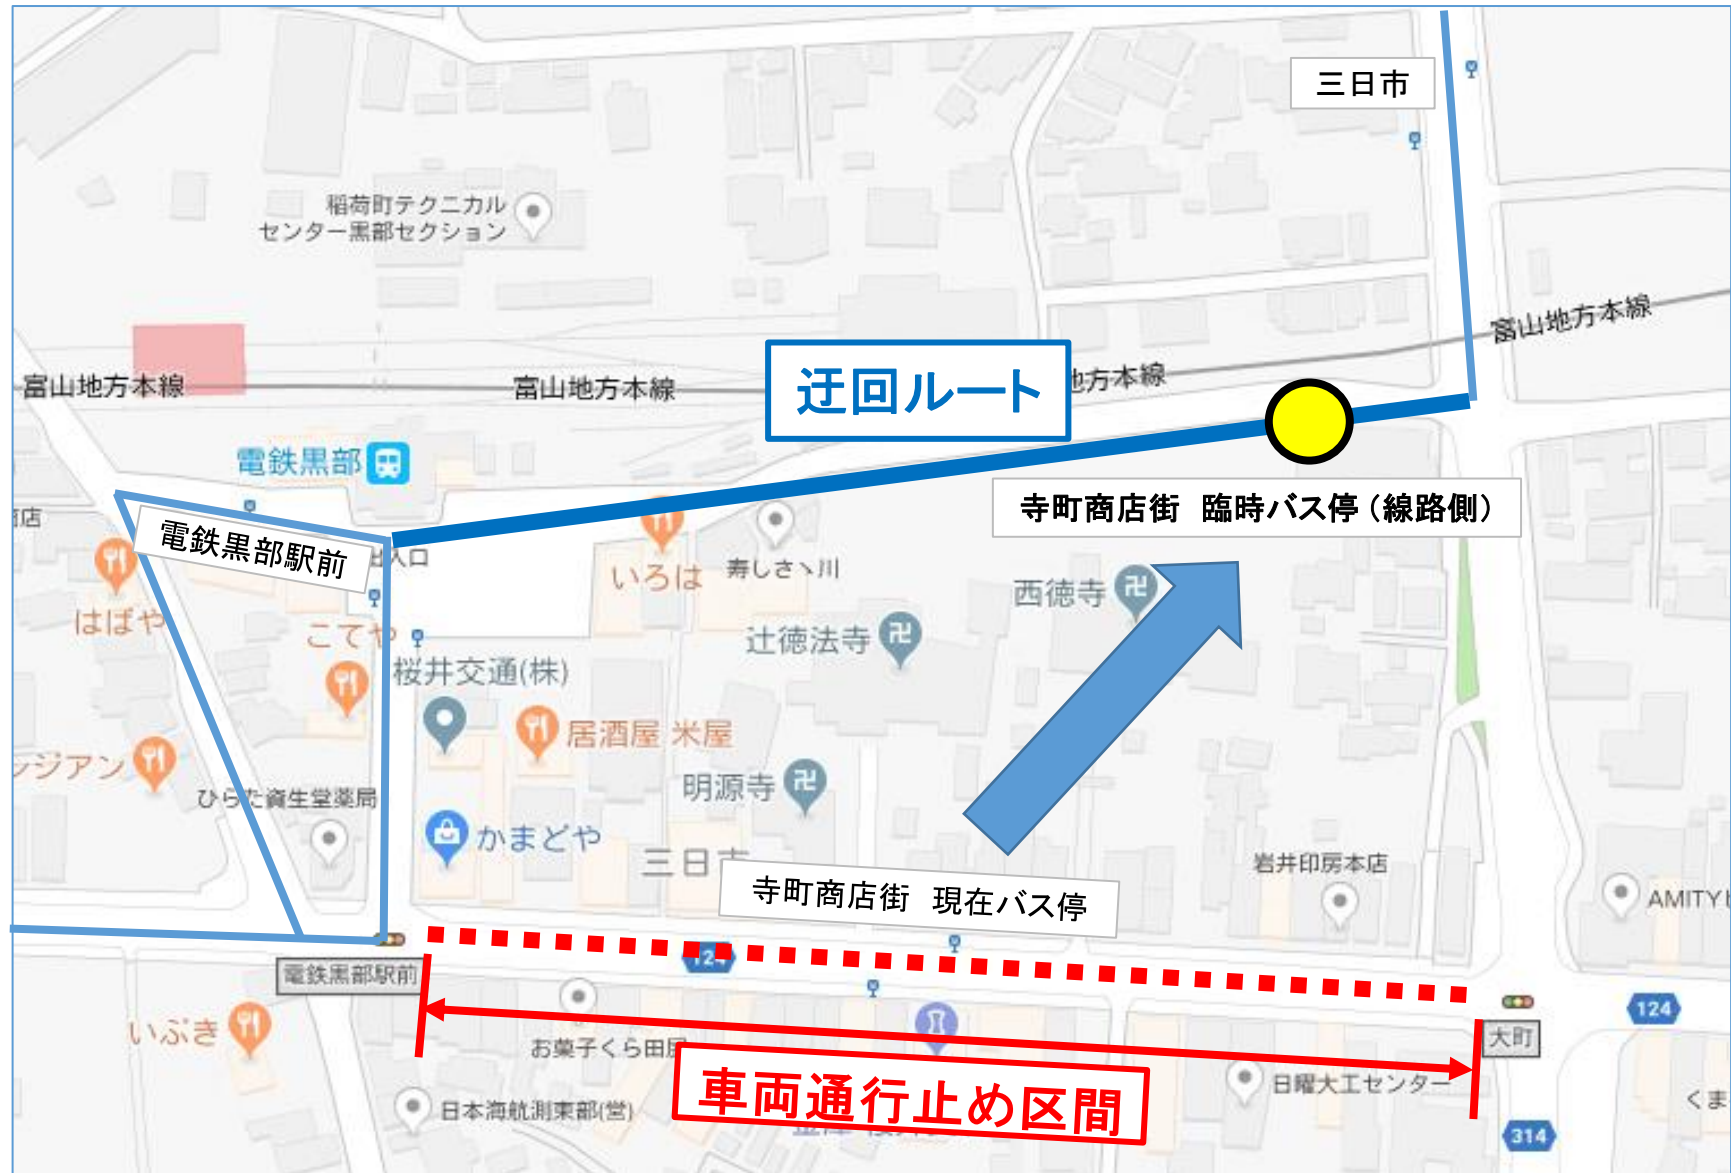 三日市
稲荷町テクニカル
センター黒部セクション
富山地方本線
富山地方本線
富山地方本線
地方本線
迂回ルート
電鉄黒部
寺町商店街 臨時バス停（線路側）
電鉄黒部駅前
出入口
はばや
こてや
いろは
寿しさゝ川
西徳寺
辻徳法寺
桜井交通(株)
居酒屋 米屋
明源寺
ンジアン
ひらた資生堂薬局
かまどや
三日市
岩井印房本店
AMITY
寺町商店街 現在バス停
124
電鉄黒部駅前
124
大町
いぶき
お菓子くら田屋
車両通行止め区間
日曜大工センター
日本海航測東部(営)
くま
314